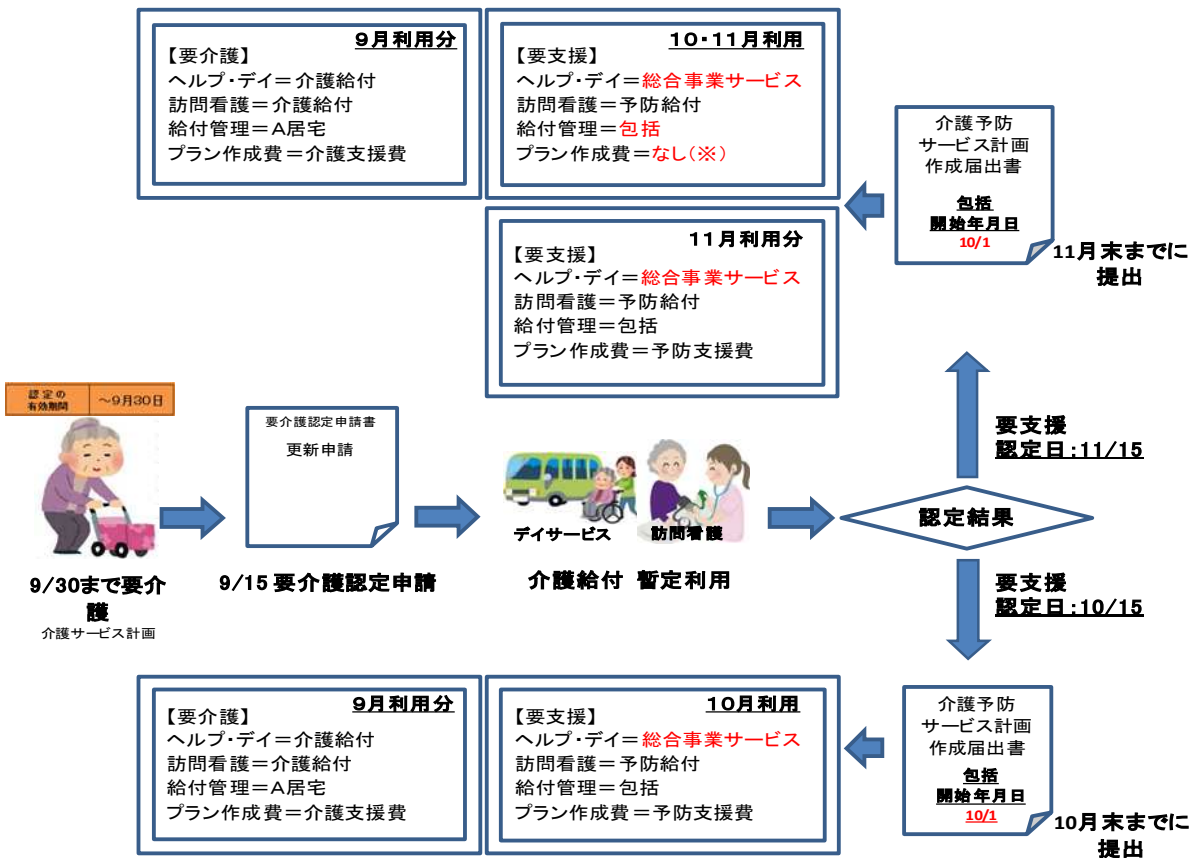 ９月利用分
【要介護】
ヘルプ・デイ＝介護給付
訪問看護＝介護給付
給付管理＝A居宅
プラン作成費＝介護支援費
１０・１１月利用
【要支援】
ヘルプ・デイ＝総合事業サービス
訪問看護＝予防給付
給付管理＝包括
プラン作成費＝なし（※）
介護予防
サービス計画
作成届出書
包括
開始年月日
10/1
11月末までに
提出
１１月利用分
【要支援】
ヘルプ・デイ＝総合事業サービス
訪問看護＝予防給付
給付管理＝包括
プラン作成費＝予防支援費
認定の
有効期間
～9月30日
要介護認定申請書
更新申請
デイサービス
訪問看護
要支援
認定日：11/15
認定結果
9/30まで要介
護
介護サービス計画
9/15 要介護認定申請
介護給付 暫定利用
要支援
認定日：10/15
９月利用分
【要介護】
ヘルプ・デイ＝介護給付
訪問看護＝介護給付
給付管理＝A居宅
プラン作成費＝介護支援費
１０月利用
【要支援】
ヘルプ・デイ＝総合事業サービス
訪問看護＝予防給付
給付管理＝包括
プラン作成費＝予防支援費
介護予防
サービス計画
作成届出書
包括
開始年月日
10/1
10月末までに
提出